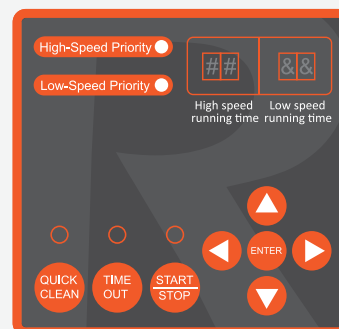 High-Speed Priority
## &&
Low-Speed Priority
High speed Low speed
running time running time
ENTER
QUICK CLEAN
TIME OUT
START STOP